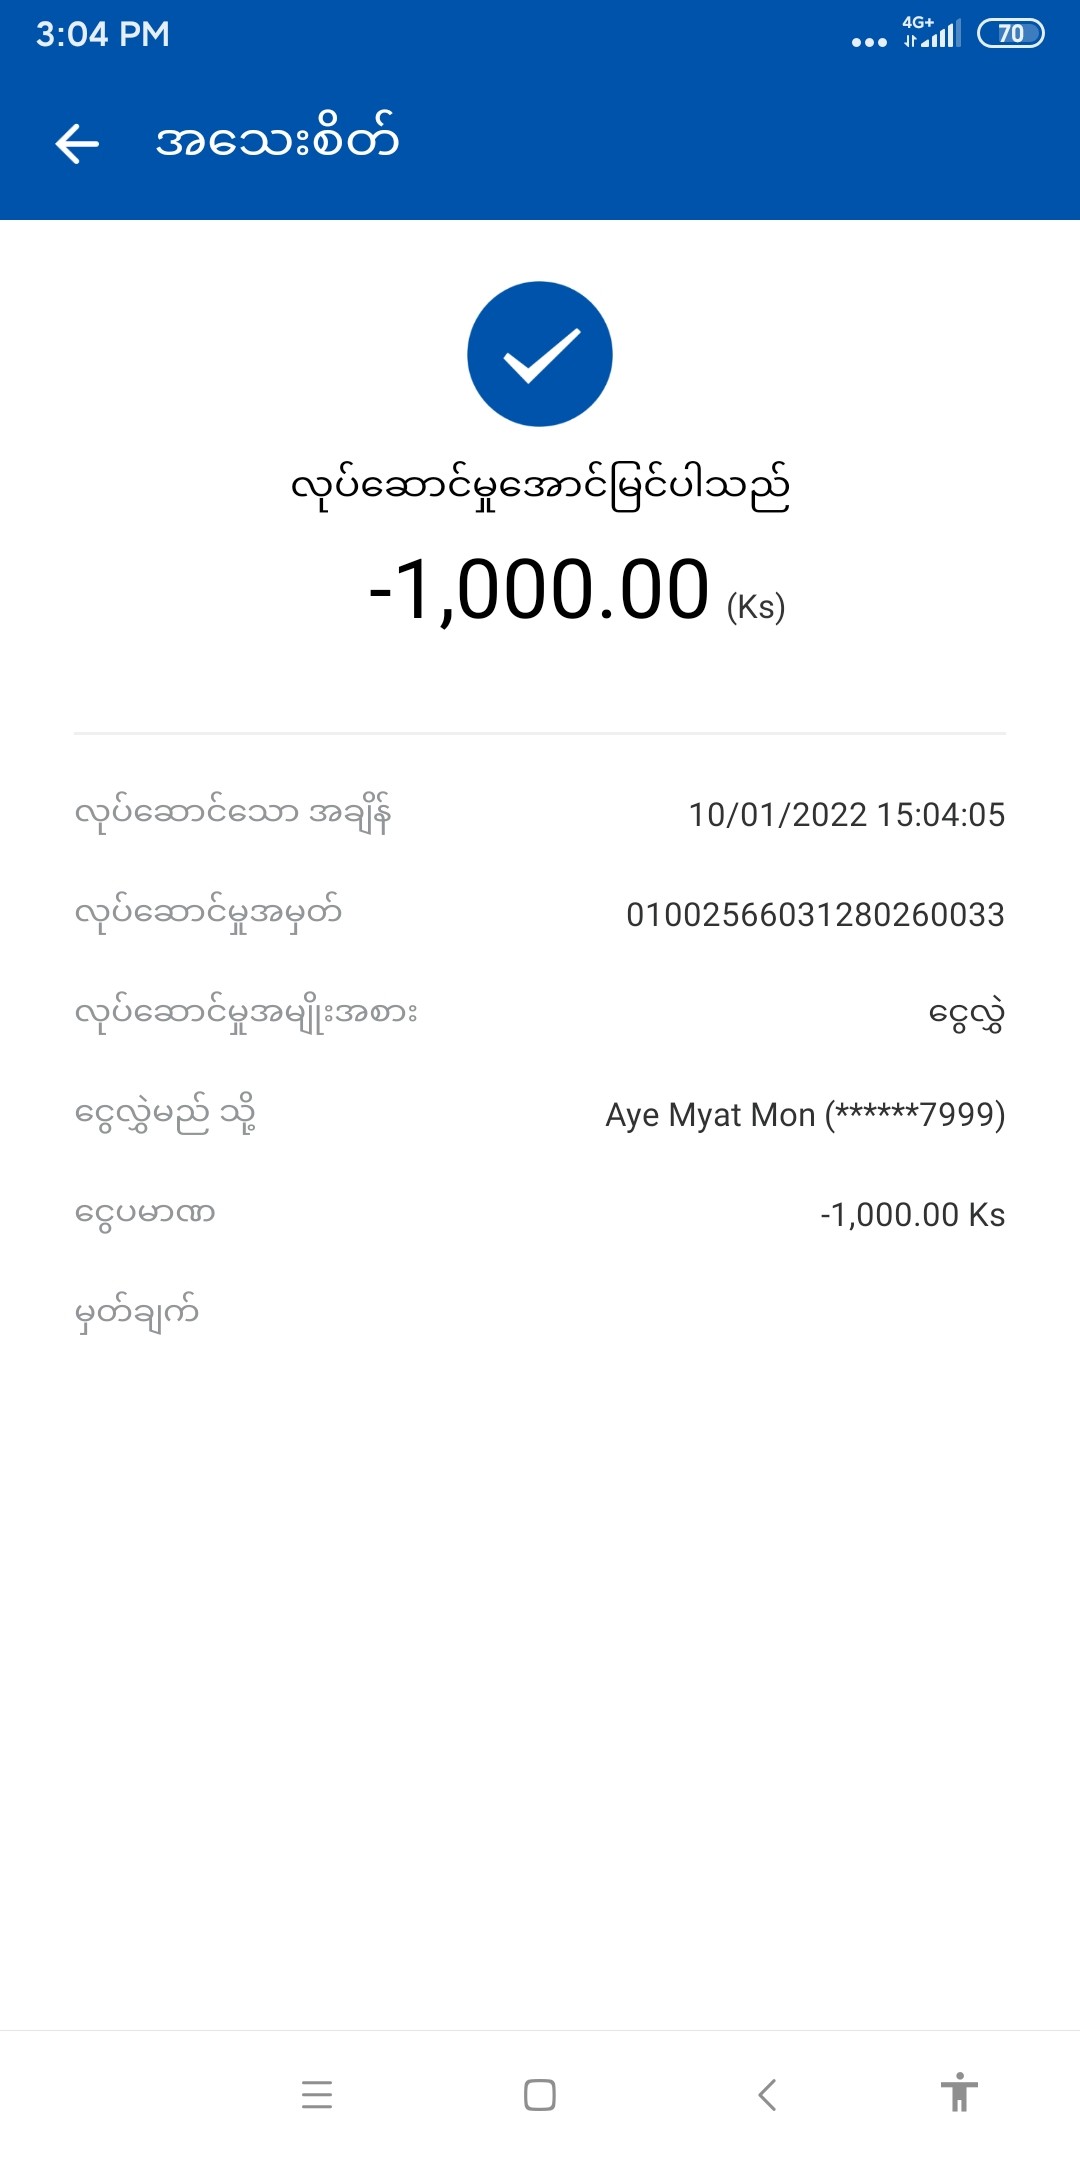 3:04 PM
4G+
70
အသေးစိတ်
လုပ်ဆောင်မှုအောင်မြင်ပါသည်
-1,000.00 (Ks)
လုပ်ဆောင်သော အချိန် 10/01/2022 15:04:05
လုပ်ဆောင်မှုအမှတ် 01002566031280260033
လုပ်ဆောင်မှုအမျိုးအစား ငွေလွှဲ
ငွေလွှဲမည် သို့ Aye Myat Mon (******7999)
ငွေပမာဏ -1,000.00 Ks
မှတ်ချက်